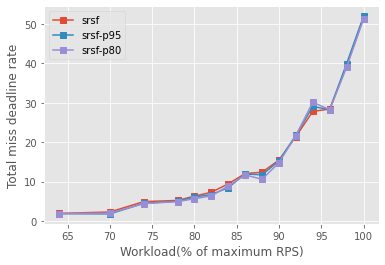 srsf
srsf-p95
srsf-p80
Total miss deadline rate
50
40
30
20
10
0
65 70 75 80 85 90 95 100
Workload(% of maximum RPS)